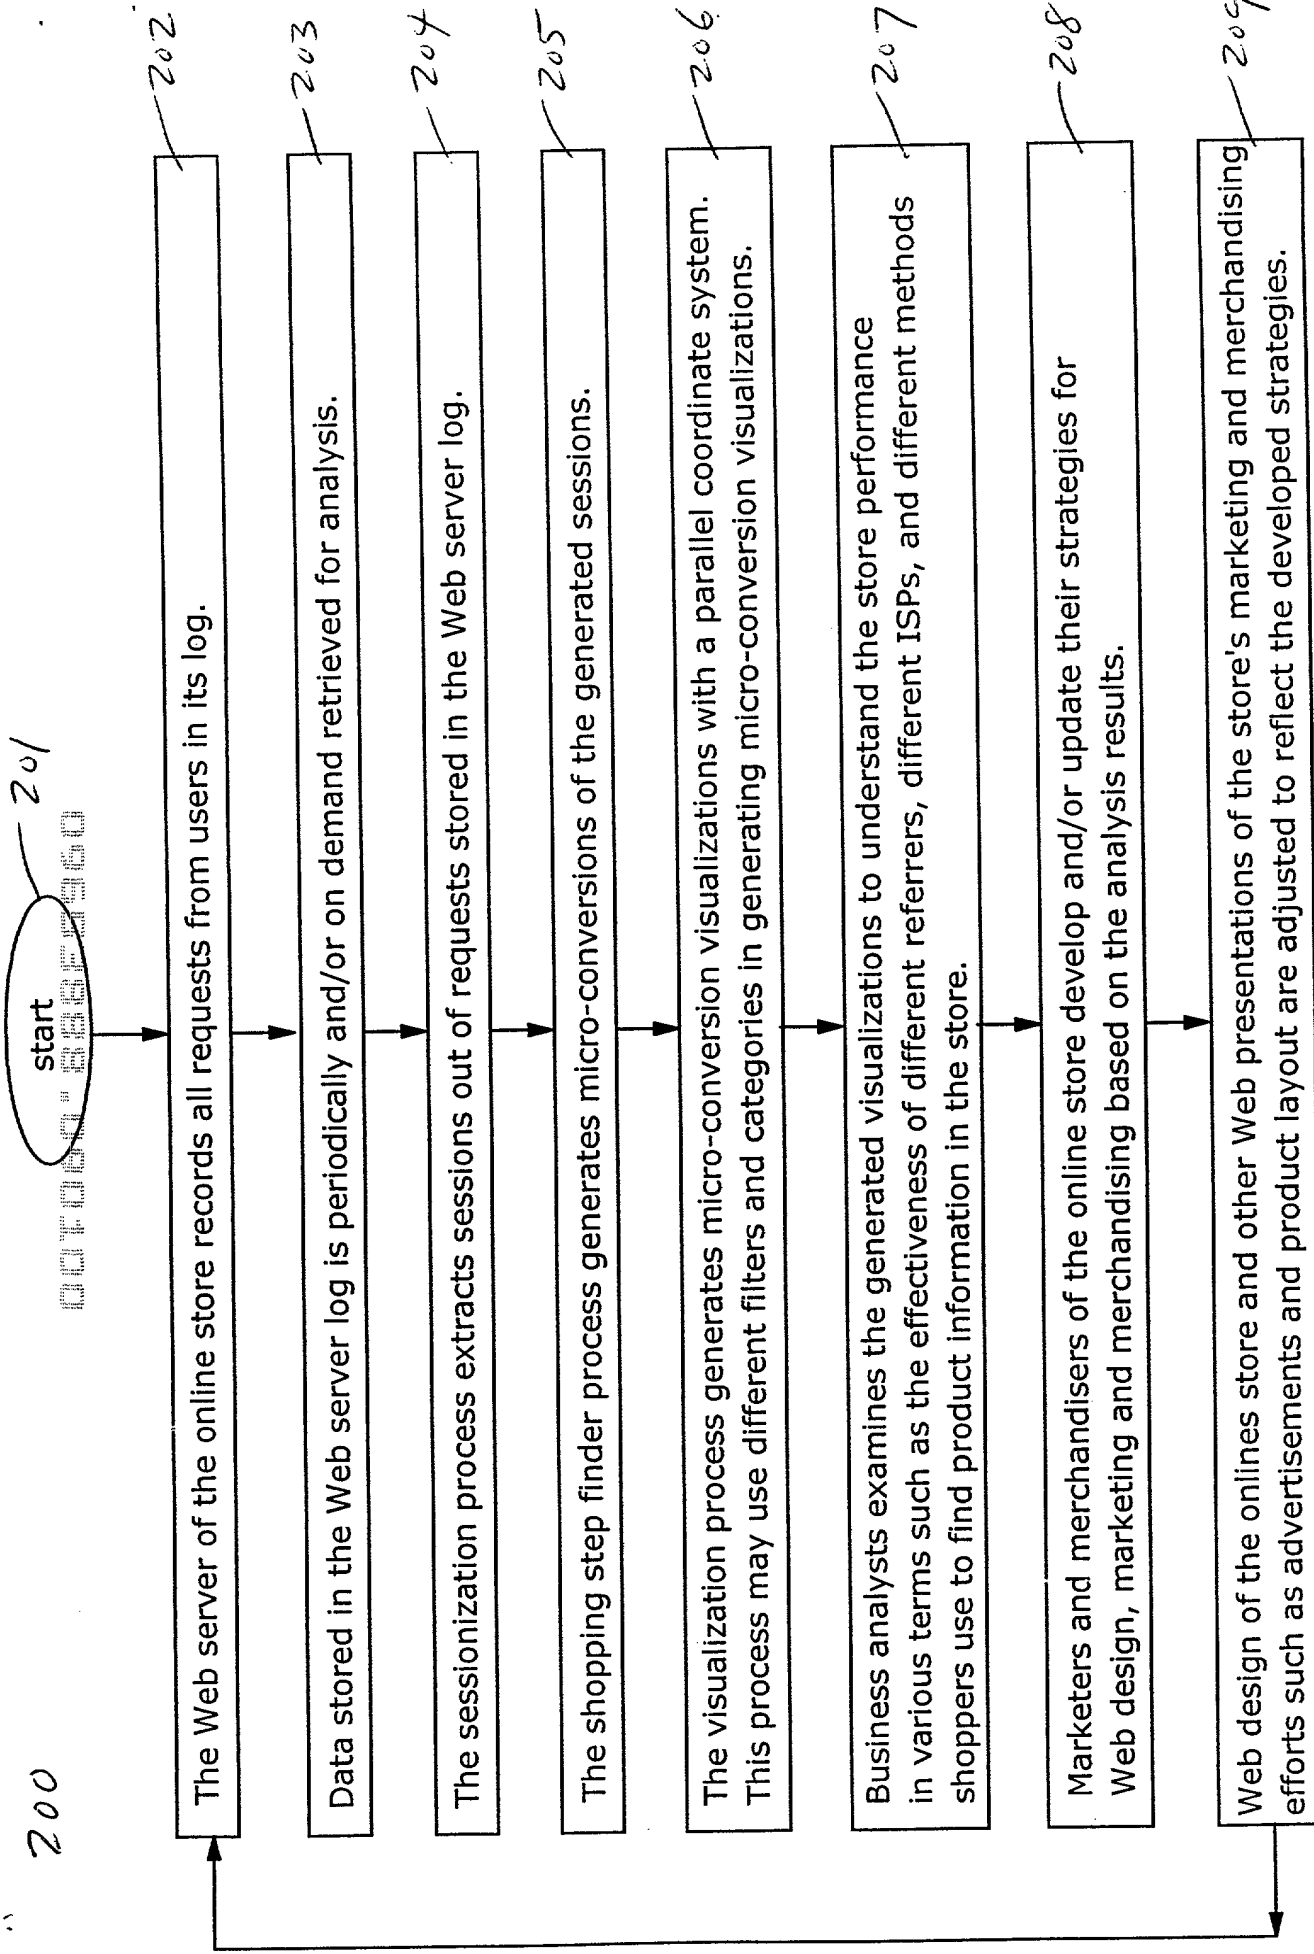 200
start
201
The Web server of the online store records all requests from users in its log.
202
Data stored in the Web server log is periodically and/or on demand retrieved for analysis.
203
The sessionization process extracts sessions out of requests stored in the Web server log.
204
The shopping step finder process generates micro-conversions of the generated sessions.
205
The visualization process generates micro-conversion visualizations with a parallel coordinate system.
This process may use different filters and categories in generating micro-conversion visualizations.
206
Business analysts examines the generated visualizations to understand the store performance
in various terms such as the effectiveness of different referrers, different ISPs, and different methods
shoppers use to find product information in the store.
207
Marketers and merchandisers of the online store develop and/or update their strategies for
Web design, marketing and merchandising based on the analysis results.
208
Web design of the onlines store and other Web presentations of the store's marketing and merchandising
efforts such as advertisements and product layout are adjusted to reflect the developed strategies.
209